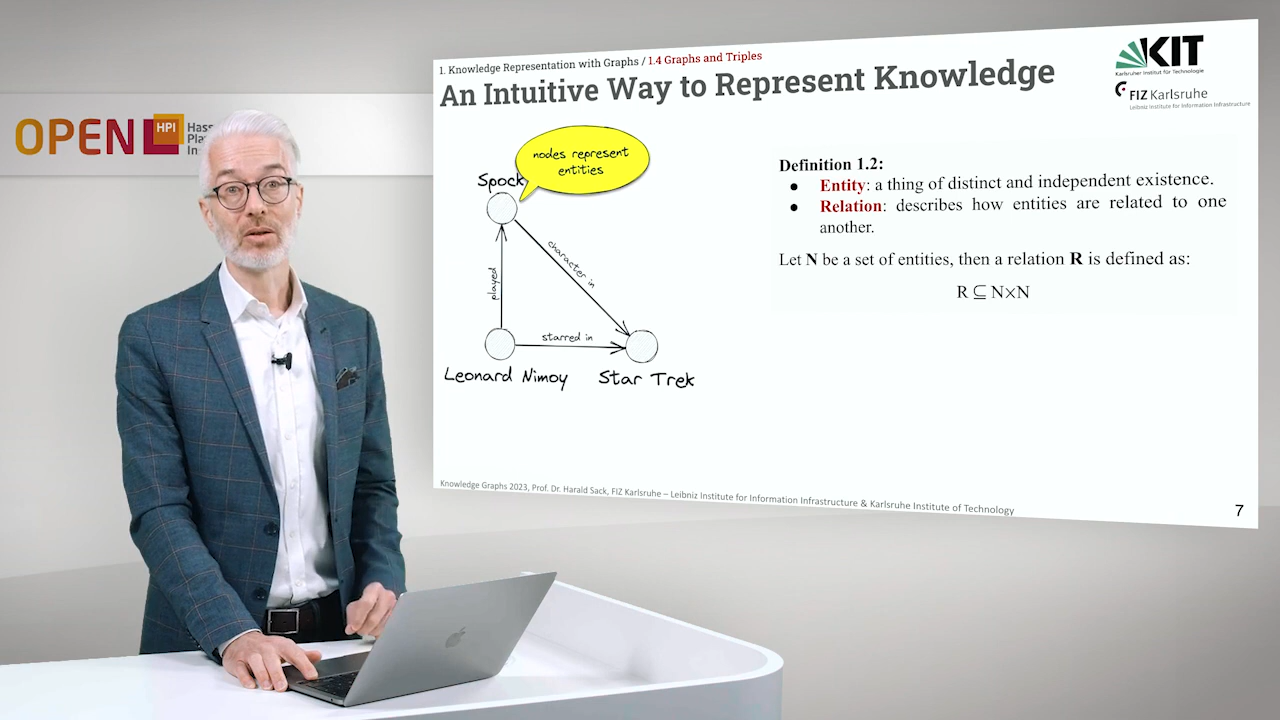 1. Knowledge Representation with Graphs / 1.4 Graphs and Triples
An Intuitive Way to Represent Knowledge
KIT
Karlsruher Institut für Technologie
FIZ Karlsruhe
Leibniz Institute for Information Infrastructure
OPEN
HPI
nodes represent
entities
Spock
played
character in
starred in
Leonard Nimoy
Star Trek
Definition 1.2:
● Entity: a thing of distinct and independent existence.
● Relation: describes how entities are related to one
another.
Let N be a set of entities, then a relation R is defined as:
R ⊆ N×N
Knowledge Graphs 2023, Prof. Dr. Harald Sack, FIZ Karlsruhe – Leibniz Institute for Information Infrastructure & Karlsruhe Institute of Technology
7